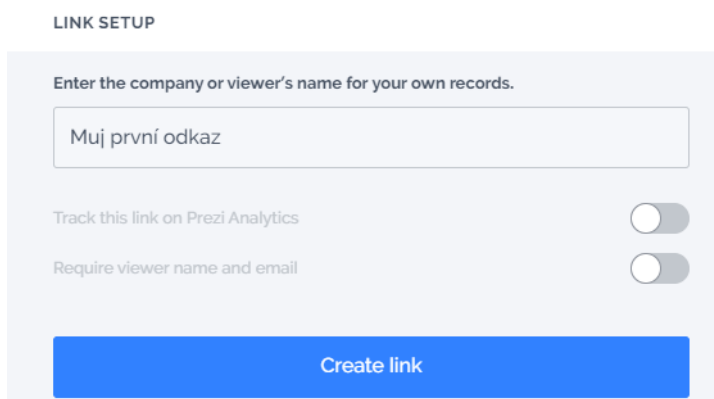 LINK SETUP
Enter the company or viewer's name for your own records.
Muj první odkaz
Track this link on Prezi Analytics
Require viewer name and email
Create link